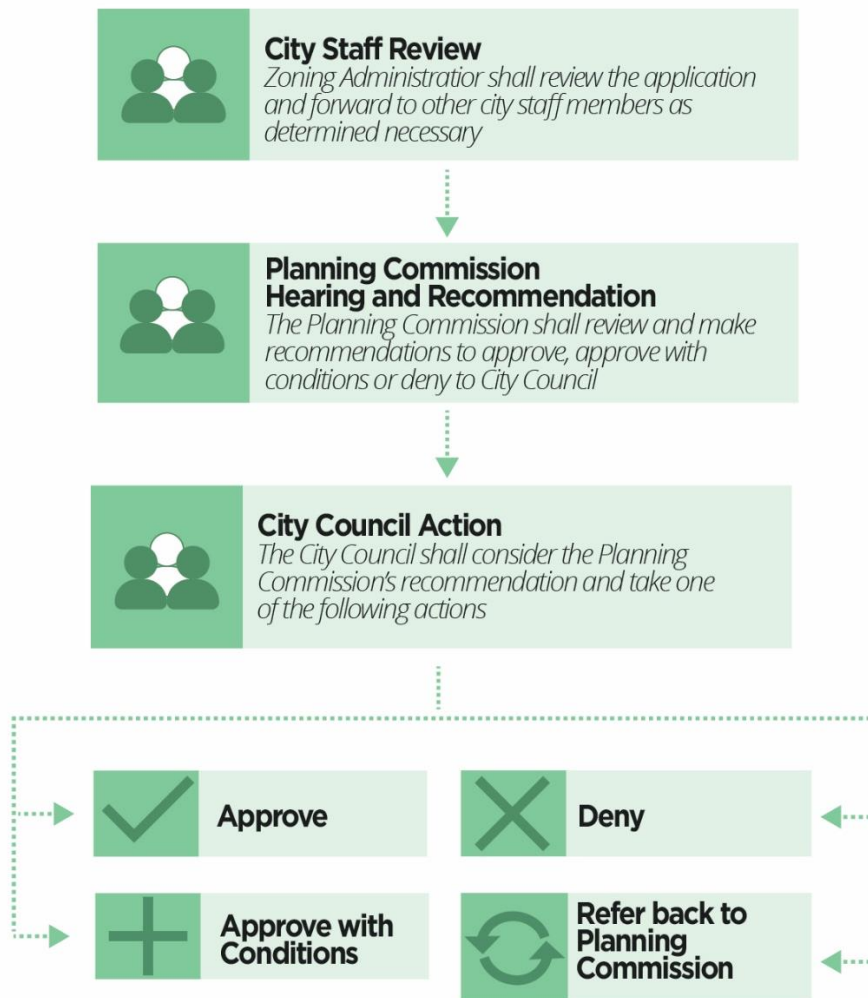 City Staff Review
Zoning Administratior shall review the application
and forward to other city staff members as
determined necessary
Planning Commission
Hearing and Recommendation
The Planning Commission shall review and make
recommendations to approve, approve with
conditions or deny to City Council
City Council Action
The City Council shall consider the Planning
Commission's recommendation and take one
of the following actions
Approve
Deny
Approve with
Conditions
Refer back to
Planning
Commission